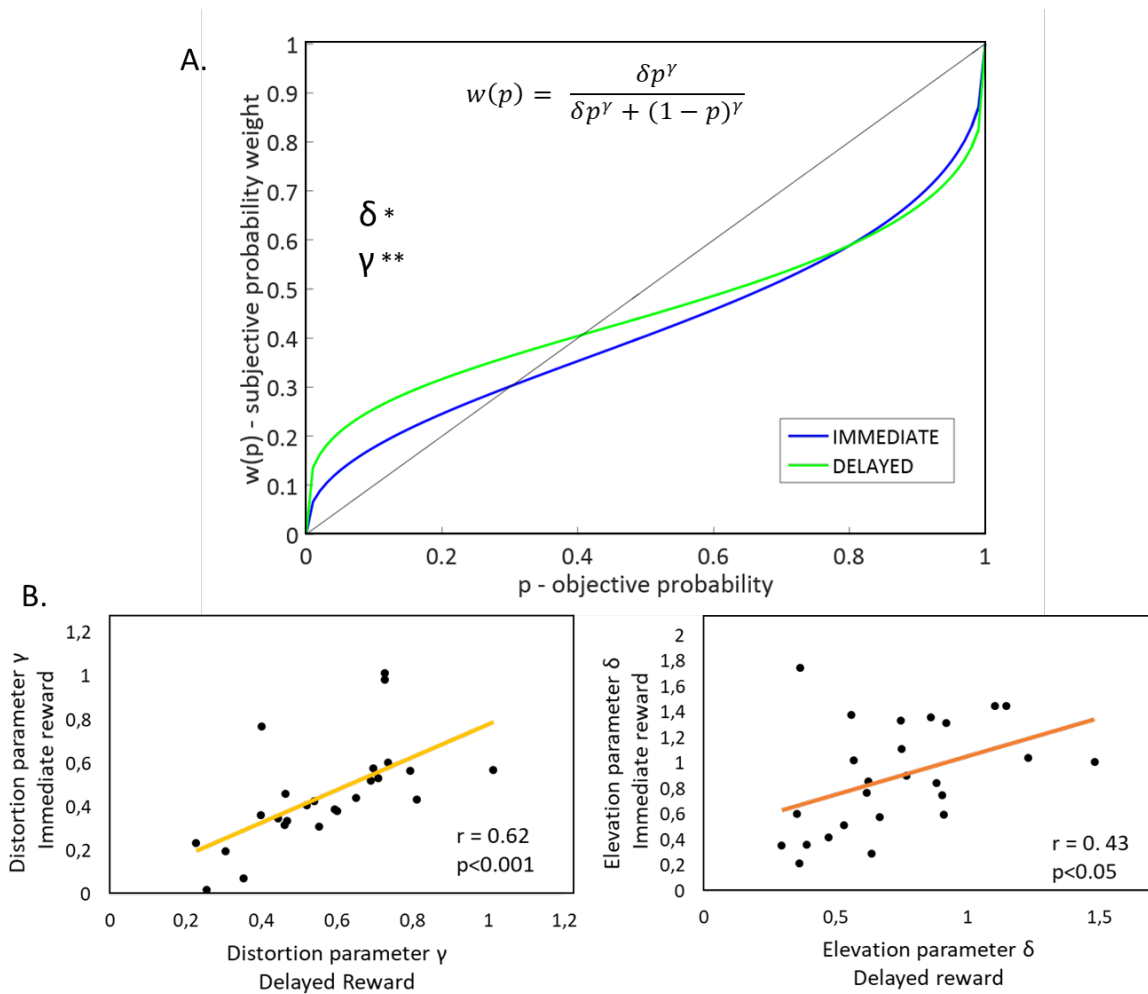 A.
w(p) = δp^γ / (δp^γ + (1 − p)^γ)
δ *
γ **
w(p) - subjective probability weight
1
0.9
0.8
0.7
0.6
0.5
0.4
0.3
0.2
0.1
0
0
0.2
0.4
0.6
0.8
1
p - objective probability
IMMEDIATE
DELAYED
B.
Distortion parameter γ
Immediate reward
1,2
1
0,8
0,6
0,4
0,2
0
r = 0.62
p<0.001
0
0,2
0,4
0,6
0,8
1
1,2
Distortion parameter γ
Delayed Reward
Elevation parameter δ
Immediate reward
2
1,8
1,6
1,4
1,2
1
0,8
0,6
0,4
0,2
0
r = 0. 43
p<0.05
0
0,5
1
1,5
Elevation parameter δ
Delayed reward